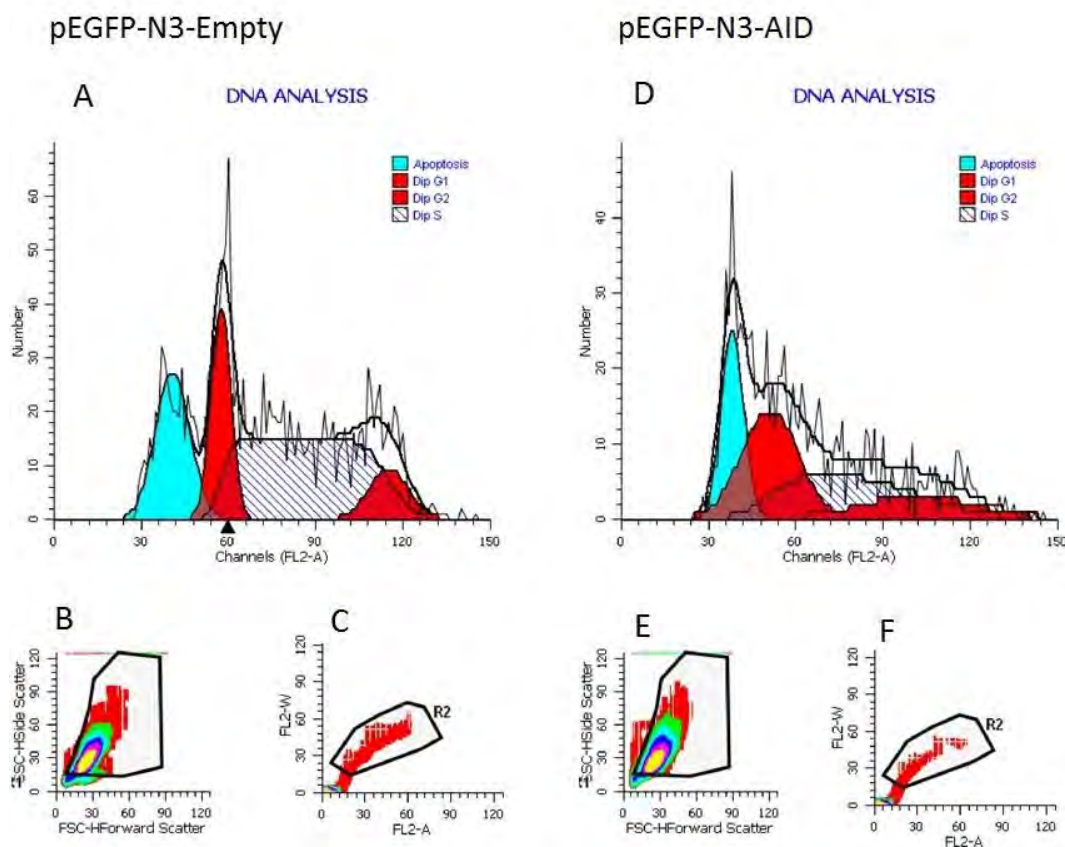 pEGFP-N3-Empty
pEGFP-N3-AID
A
DNA ANALYSIS
Apoptosis
Dip G1
Dip G2
Dip S
Number
60
50
40
30
20
10
0
0 30 60 90 120 150
Channels (FL2-A)
D
DNA ANALYSIS
Apoptosis
Dip G1
Dip G2
Dip S
Number
40
30
20
10
0
0 30 60 90 120 150
Channels (FL2-A)
B
SSC-HSide Scatter
120
90
60
30
0
0 30 60 90 120
FSC-HForward Scatter
C
FL2-W
120
90
60
30
0
R2
0 30 60 90 120
FL2-A
E
SSC-HSide Scatter
120
90
60
30
0
0 30 60 90 120
FSC-HForward Scatter
F
FL2-W
120
90
60
30
0
R2
0 30 60 90 120
FL2-A